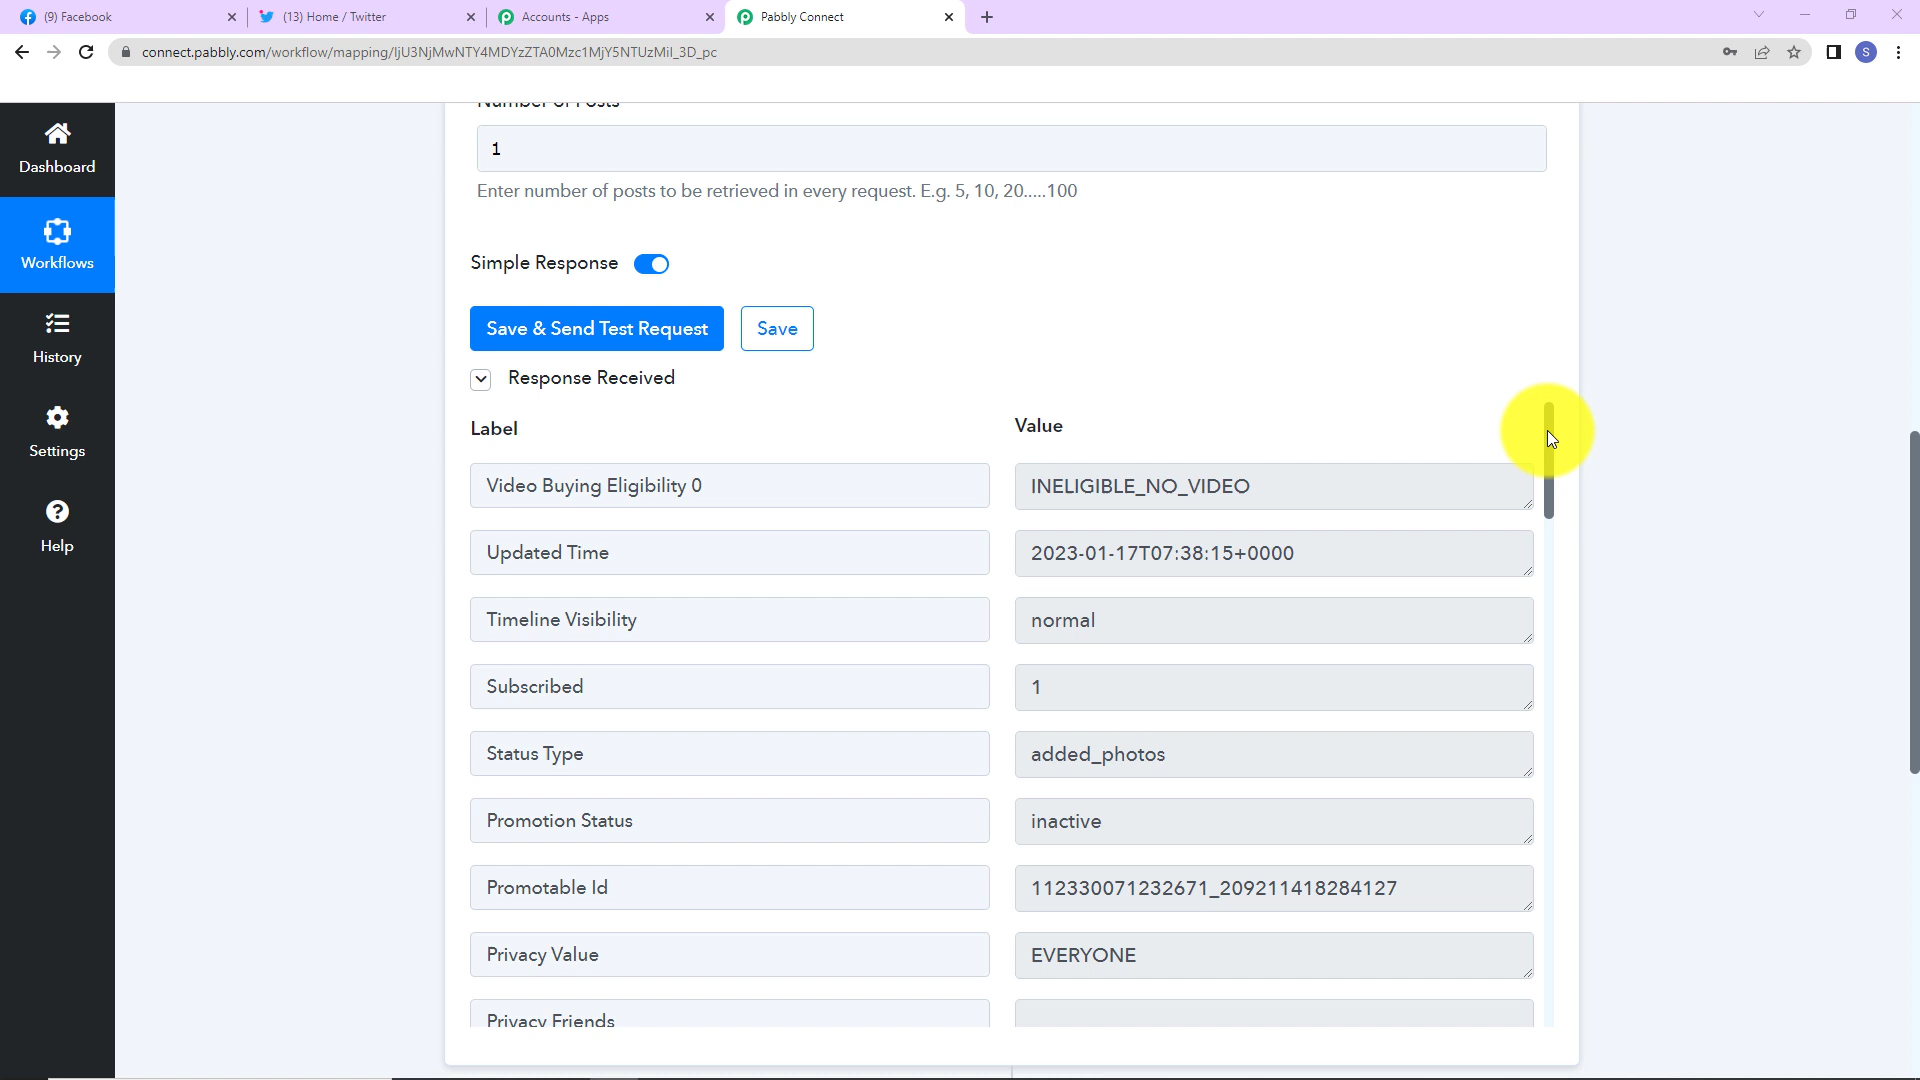 (9) Facebook
(13) Home / Twitter
Accounts - Apps
Pabbly Connect
connect.pabbly.com/workflow/mapping/IjU3NjMwNTY4MDYzZTA0Mzc1MjY5NTUzMiI_3D_pc
S
Dashboard
Workflows
History
Settings
Help
Number of Posts
1
Enter number of posts to be retrieved in every request. E.g. 5, 10, 20.....100
Simple Response
Save & Send Test Request
Save
Response Received
Label
Value
Video Buying Eligibility 0
INELIGIBLE_NO_VIDEO
Updated Time
2023-01-17T07:38:15+0000
Timeline Visibility
normal
Subscribed
1
Status Type
added_photos
Promotion Status
inactive
Promotable Id
112330071232671_209211418284127
Privacy Value
EVERYONE
Privacy Friends